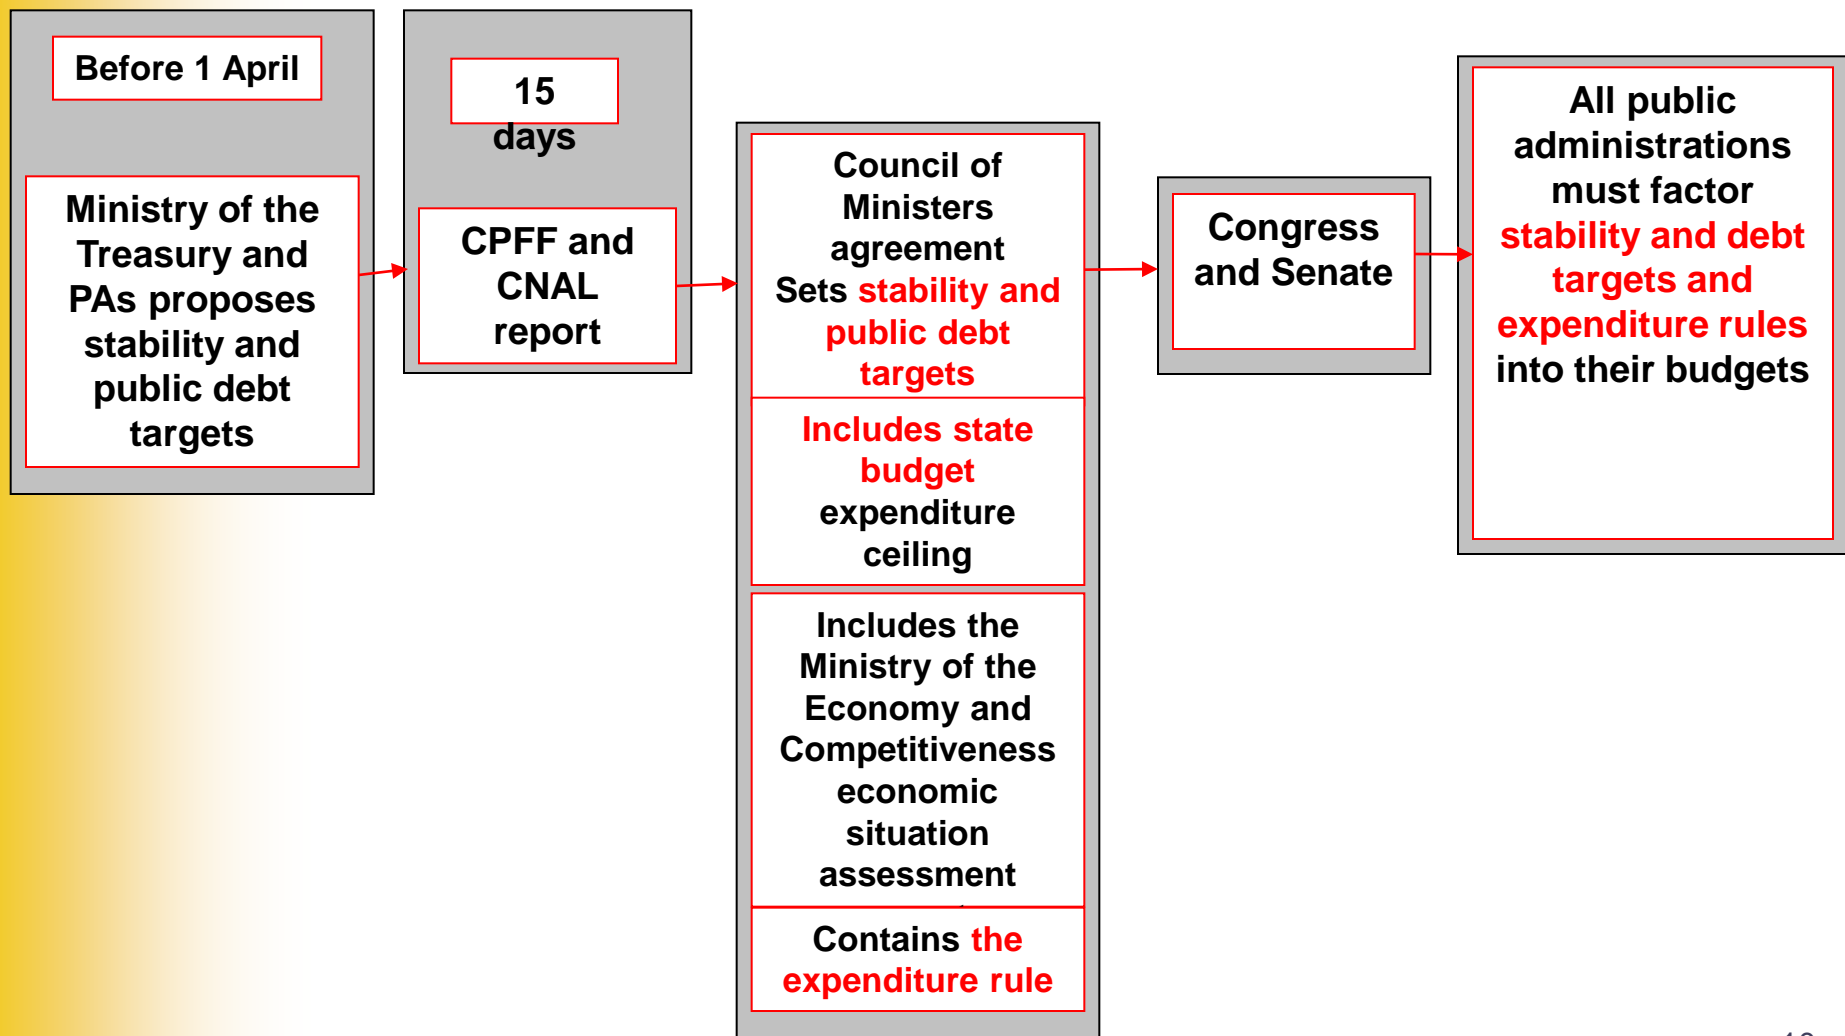 Before 1 April
Ministry of the
Treasury and
PAs proposes
stability and
public debt
targets
15
days
CPFF and
CNAL
report
Council of
Ministers
agreement
Sets stability and
public debt
targets
Includes state
budget
expenditure
ceiling
Includes the
Ministry of the
Economy and
Competitiveness
economic
situation
assessment
Contains the
expenditure rule
Congress
and Senate
All public
administrations
must factor
stability and debt
targets and
expenditure rules
into their budgets